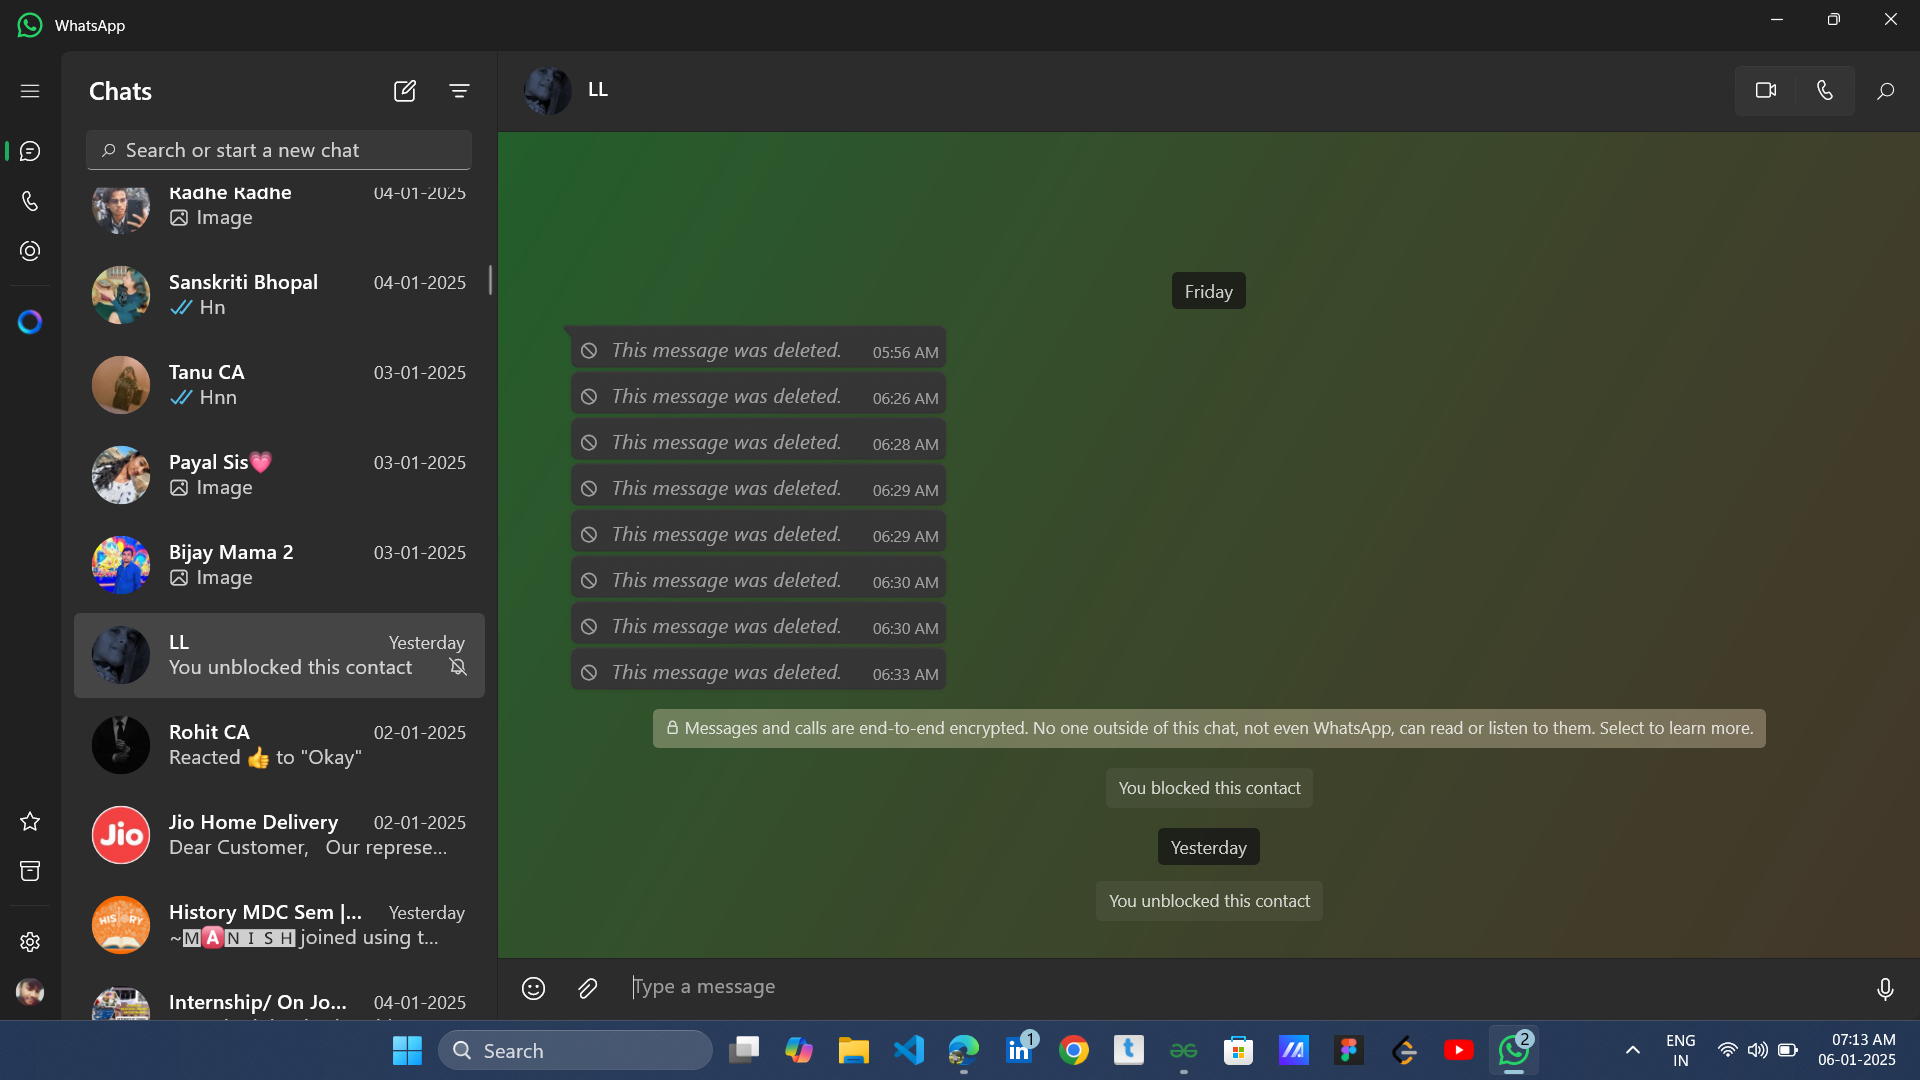 WhatsApp
Chats
Search or start a new chat
Radhe Radhe 04-01-2025
Image
Sanskriti Bhopal 04-01-2025
Hn
Tanu CA 03-01-2025
Hnn
Payal Sis💗 03-01-2025
Image
Bijay Mama 2 03-01-2025
Image
LL Yesterday
You unblocked this contact
Rohit CA 02-01-2025
Reacted 👍 to "Okay"
Jio
Jio Home Delivery 02-01-2025
Dear Customer, Our represe...
HISTORY
History MDC Sem |... Yesterday
~🄼🅰🄽🄸🅂🄷 joined using t...
Internship/ On Jo... 04-01-2025
LL
Friday
This message was deleted. 05:56 AM
This message was deleted. 06:26 AM
This message was deleted. 06:28 AM
This message was deleted. 06:29 AM
This message was deleted. 06:29 AM
This message was deleted. 06:30 AM
This message was deleted. 06:30 AM
This message was deleted. 06:33 AM
Messages and calls are end-to-end encrypted. No one outside of this chat, not even WhatsApp, can read or listen to them. Select to learn more.
You blocked this contact
Yesterday
You unblocked this contact
Type a message
Search
in 1
t
2
ENG
IN
07:13 AM
06-01-2025